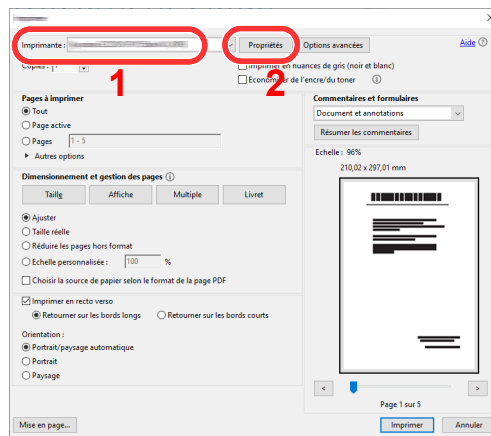 Imprimante :
Propriétés
Options avancées
Aide
Copies :
1
2
Imprimer en nuances de gris (noir et blanc)
Economiser de l'encre/du toner
Pages à imprimer
Tout
Page active
Pages 1 - 5
Autres options
Dimensionnement et gestion des pages
Taille Affiche Multiple Livret
Ajuster
Taille réelle
Réduire les pages hors format
Echelle personnalisée : 100 %
Choisir la source de papier selon le format de la page PDF
Imprimer en recto verso
Retourner sur les bords longs Retourner sur les bords courts
Orientation :
Portrait/paysage automatique
Portrait
Paysage
Commentaires et formulaires
Document et annotations
Résumer les commentaires
Echelle : 96%
210,02 x 297,01 mm
< >
Page 1 sur 5
Mise en page...
Imprimer Annuler